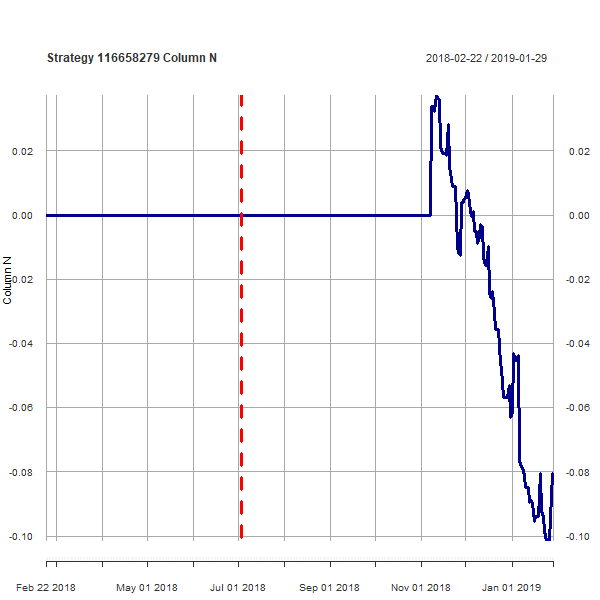 Strategy 116658279 Column N
2018-02-22 / 2019-01-29
0.02 0.02
0.00 0.00
-0.02 -0.02
Column N
-0.04 -0.04
-0.06 -0.06
-0.08 -0.08
-0.10 -0.10
Feb 22 2018 May 01 2018 Jul 01 2018 Sep 01 2018 Nov 01 2018 Jan 01 2019